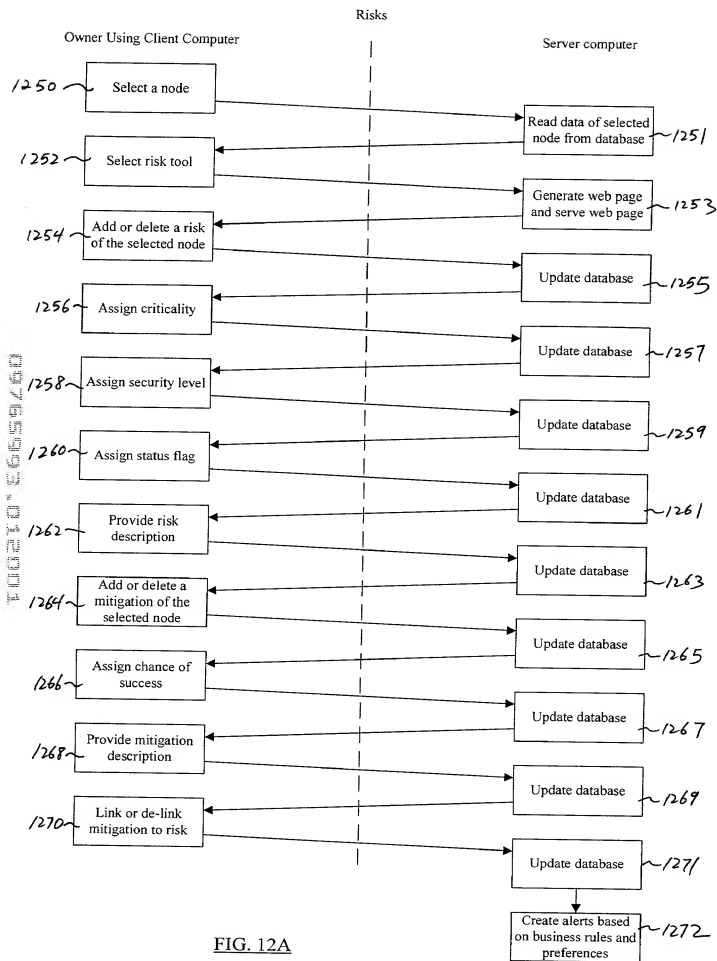 Risks
Owner Using Client Computer
Server computer
1250
Select a node
Read data of selected
node from database
1251
1252
Select risk tool
Generate web page
and serve web page
1253
1254
Add or delete a risk
of the selected node
Update database
1255
1256
Assign criticality
Update database
1257
1258
Assign security level
Update database
1259
1260
Assign status flag
Update database
1261
1262
Provide risk
description
Update database
1263
1264
Add or delete a
mitigation of the
selected node
Update database
1265
1266
Assign chance of
success
Update database
1267
1268
Provide mitigation
description
Update database
1269
1270
Link or de-link
mitigation to risk
Update database
1271
Create alerts based
on business rules and
preferences
1272
FIG. 12A
09765993.012001